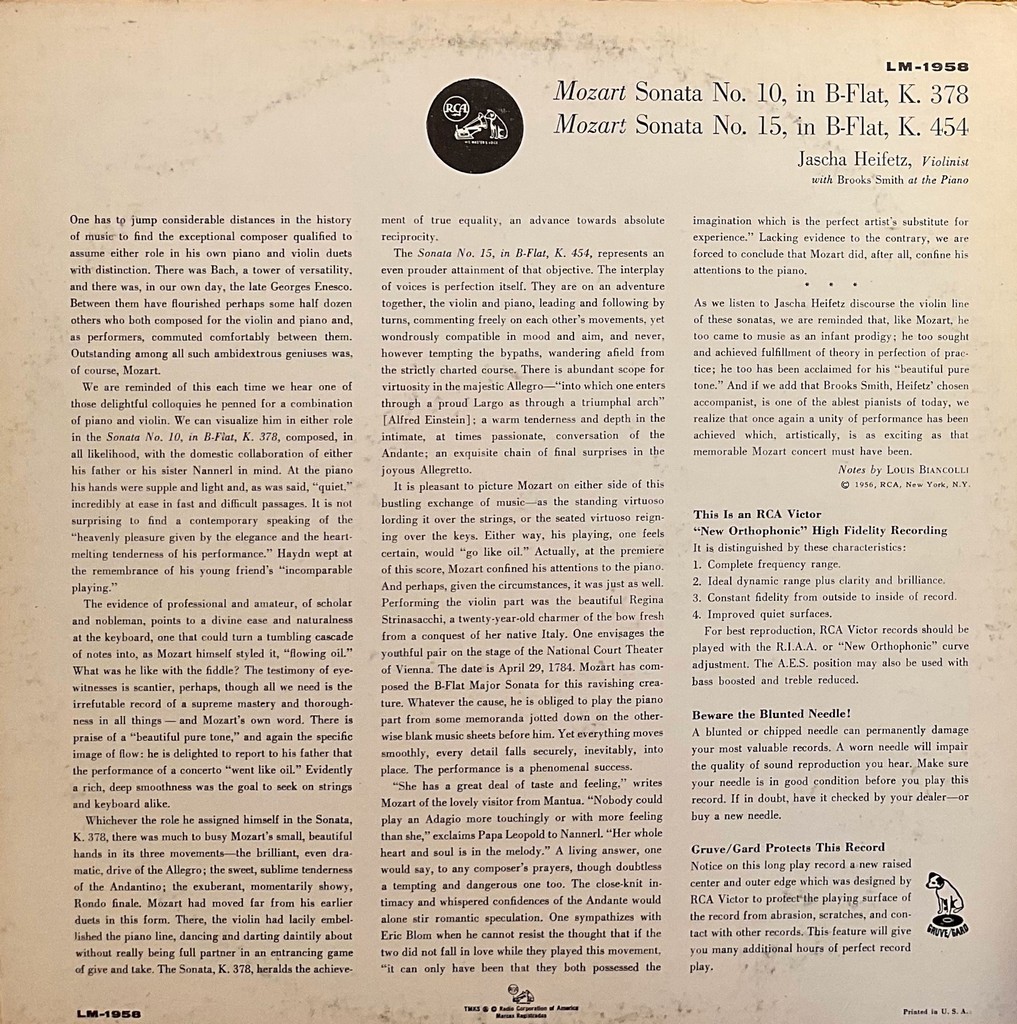 LM-1958
Mozart Sonata No. 10, in B-Flat, K. 378
Mozart Sonata No. 15, in B-Flat, K. 454
Jascha Heifetz, Violinist
with Brooks Smith at the Piano
RCA
HIS MASTER'S VOICE
One has to jump considerable distances in the history
of music to find the exceptional composer qualified to
assume either role in his own piano and violin duets
with distinction. There was Bach, a tower of versatility,
and there was, in our own day, the late Georges Enesco.
Between them have flourished perhaps some half dozen
others who both composed for the violin and piano and,
as performers, commuted comfortably between them.
Outstanding among all such ambidextrous geniuses was,
of course, Mozart.
We are reminded of this each time we hear one of
those delightful colloquies he penned for a combination
of piano and violin. We can visualize him in either role
in the Sonata No. 10, in B-Flat, K. 378, composed, in
all likelihood, with the domestic collaboration of either
his father or his sister Nannerl in mind. At the piano
his hands were supple and light and, as was said, “quiet,”
incredibly at ease in fast and difficult passages. It is not
surprising to find a contemporary speaking of the
“heavenly pleasure given by the elegance and the heart-
melting tenderness of his performance.” Haydn wept at
the remembrance of his young friend's “incomparable
playing.”
The evidence of professional and amateur, of scholar
and nobleman, points to a divine ease and naturalness
at the keyboard, one that could turn a tumbling cascade
of notes into, as Mozart himself styled it, “flowing oil.”
What was he like with the fiddle? The testimony of eye-
witnesses is scantier, perhaps, though all we need is the
irrefutable record of a supreme mastery and thorough-
ness in all things — and Mozart's own word. There is
praise of a “beautiful pure tone,” and again the specific
image of flow: he is delighted to report to his father that
the performance of a concerto “went like oil.” Evidently
a rich, deep smoothness was the goal to seek on strings
and keyboard alike.
Whichever the role he assigned himself in the Sonata,
K. 378, there was much to busy Mozart's small, beautiful
hands in its three movements—the brilliant, even dra-
matic, drive of the Allegro; the sweet, sublime tenderness
of the Andantino; the exuberant, momentarily showy,
Rondo finale. Mozart had moved far from his earlier
duets in this form. There, the violin had lacily embel-
lished the piano line, dancing and darting daintily about
without really being full partner in an entrancing game
of give and take. The Sonata, K. 378, heralds the achieve-
ment of true equality, an advance towards absolute
reciprocity.
The Sonata No. 15, in B-Flat, K. 454, represents an
even prouder attainment of that objective. The interplay
of voices is perfection itself. They are on an adventure
together, the violin and piano, leading and following by
turns, commenting freely on each other's movements, yet
wondrously compatible in mood and aim, and never,
however tempting the bypaths, wandering afield from
the strictly charted course. There is abundant scope for
virtuosity in the majestic Allegro—“into which one enters
through a proud Largo as through a triumphal arch”
[Alfred Einstein]; a warm tenderness and depth in the
intimate, at times passionate, conversation of the
Andante; an exquisite chain of final surprises in the
joyous Allegretto.
It is pleasant to picture Mozart on either side of this
bustling exchange of music—as the standing virtuoso
lording it over the strings, or the seated virtuoso reign-
ing over the keys. Either way, his playing, one feels
certain, would “go like oil.” Actually, at the premiere
of this score, Mozart confined his attentions to the piano.
And perhaps, given the circumstances, it was just as well.
Performing the violin part was the beautiful Regina
Strinasacchi, a twenty-year-old charmer of the bow fresh
from a conquest of her native Italy. One envisages the
youthful pair on the stage of the National Court Theater
of Vienna. The date is April 29, 1784. Mozart has com-
posed the B-Flat Major Sonata for this ravishing crea-
ture. Whatever the cause, he is obliged to play the piano
part from some memoranda jotted down on the other-
wise blank music sheets before him. Yet everything moves
smoothly, every detail falls securely, inevitably, into
place. The performance is a phenomenal success.
“She has a great deal of taste and feeling,” writes
Mozart of the lovely visitor from Mantua. “Nobody could
play an Adagio more touchingly or with more feeling
than she,” exclaims Papa Leopold to Nannerl. “Her whole
heart and soul is in the melody.” A living answer, one
would say, to any composer's prayers, though doubtless
a tempting and dangerous one too. The close-knit in-
timacy and whispered confidences of the Andante would
alone stir romantic speculation. One sympathizes with
Eric Blom when he cannot resist the thought that if the
two did not fall in love while they played this movement,
“it can only have been that they both possessed the
imagination which is the perfect artist's substitute for
experience.” Lacking evidence to the contrary, we are
forced to conclude that Mozart did, after all, confine his
attentions to the piano.
* * *
As we listen to Jascha Heifetz discourse the violin line
of these sonatas, we are reminded that, like Mozart, he
too came to music as an infant prodigy; he too sought
and achieved fulfillment of theory in perfection of prac-
tice; he too has been acclaimed for his “beautiful pure
tone.” And if we add that Brooks Smith, Heifetz' chosen
accompanist, is one of the ablest pianists of today, we
realize that once again a unity of performance has been
achieved which, artistically, is as exciting as that
memorable Mozart concert must have been.
Notes by LOUIS BIANCOLLI
© 1956, RCA, New York, N.Y.
This Is an RCA Victor
“New Orthophonic” High Fidelity Recording
It is distinguished by these characteristics:
1. Complete frequency range.
2. Ideal dynamic range plus clarity and brilliance.
3. Constant fidelity from outside to inside of record.
4. Improved quiet surfaces.
For best reproduction, RCA Victor records should be
played with the R.I.A.A. or “New Orthophonic” curve
adjustment. The A.E.S. position may also be used with
bass boosted and treble reduced.
Beware the Blunted Needle!
A blunted or chipped needle can permanently damage
your most valuable records. A worn needle will impair
the quality of sound reproduction you hear. Make sure
your needle is in good condition before you play this
record. If in doubt, have it checked by your dealer—or
buy a new needle.
Gruve/Gard Protects This Record
Notice on this long play record a new raised
center and outer edge which was designed by
RCA Victor to protect the playing surface of
the record from abrasion, scratches, and con-
tact with other records. This feature will give
you many additional hours of perfect record
play.
GRUVE/GARD
LM-1958
TMKS ® © Radio Corporation of America
Marcas Registradas
Printed in U. S. A.